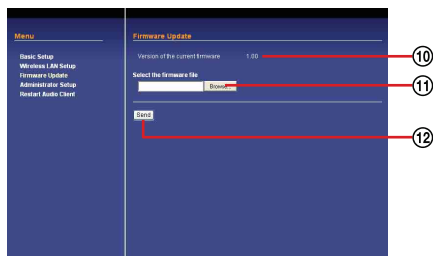 Menu
Basic Setup
Wireless LAN Setup
Firmware Update
Administrator Setup
Restart Audio Client
Firmware Update
Version of the current firmware 1.00
Select the firmware file
Browse...
Send
⑩
⑪
⑫